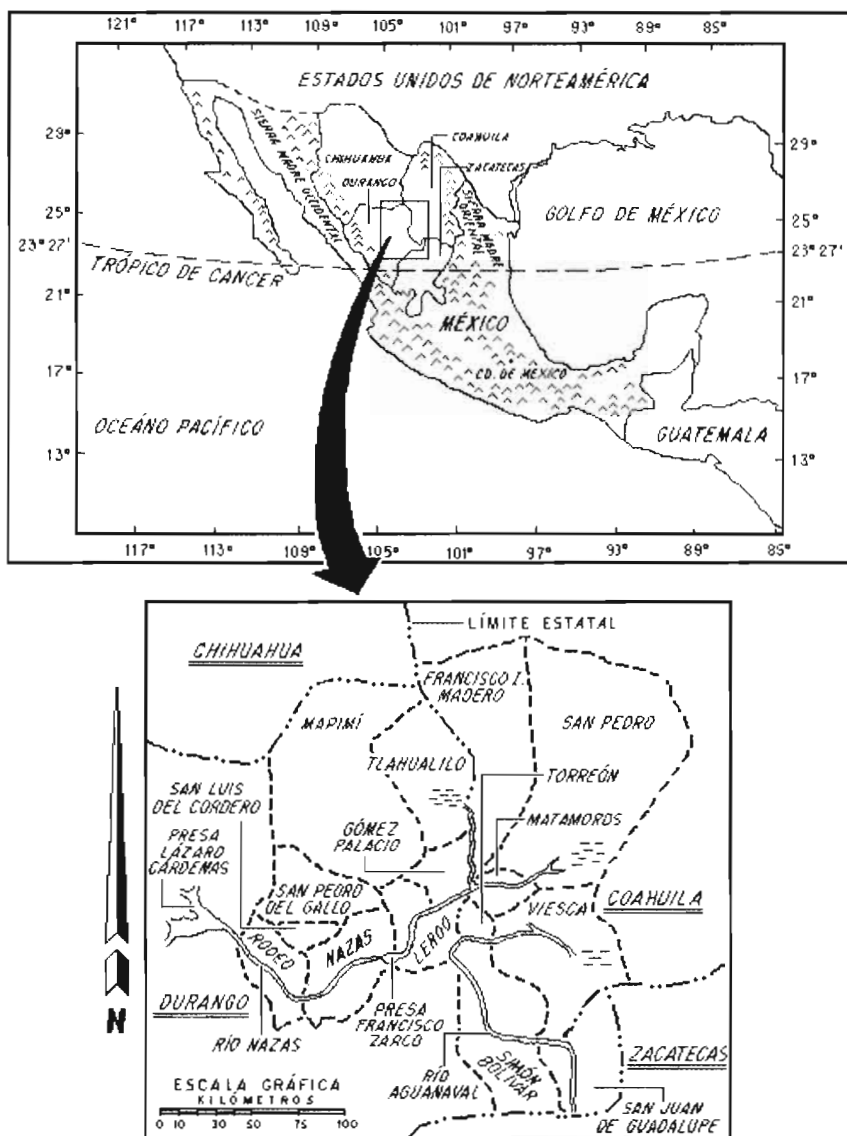 121° 117° 113° 109° 105° 101° 97° 93° 89° 85°
ESTADOS UNIDOS DE NORTEAMÉRICA
29°
COAHUILA
29°
SIERRA MADRE OCCIDENTAL
CHIHUAHUA
ZACATECAS
DURANGO
SIERRA MADRE
ORIENTAL
25°
GOLFO DE MÉXICO
25°
23° 27'
23° 27'
TRÓPICO DE CANCER
21°
21°
MÉXICO
17°
CD. DE MEXICO
17°
OCEÁNO PACÍFICO
GUATEMALA
13°
13°
117° 113° 109° 105° 101° 97° 93° 89° 85°
LÍMITE ESTATAL
CHIHUAHUA
FRANCISCO I.
MADERO
MAPIMÍ
SAN PEDRO
TLAHUALILO
TORREÓN
SAN LUIS
DEL CORDERO
MATAMOROS
GÓMEZ
PALACIO
PRESA
LÁZARO
CÁRDENAS
SAN PEDRO
DEL GALLO
COAHUILA
VIESCA
RODEO
NAZAS
LERDO
DURANGO
PRESA
FRANCISCO
ZARCO
RÍO NAZAS
N
ZACATECAS
RÍO
AGUANAVAL
SIMÓN
BOLÍVAR
ESCALA GRÁFICA
KILÓMETROS
0 10 30 50 75 100
SAN JUAN
DE GUADALUPE